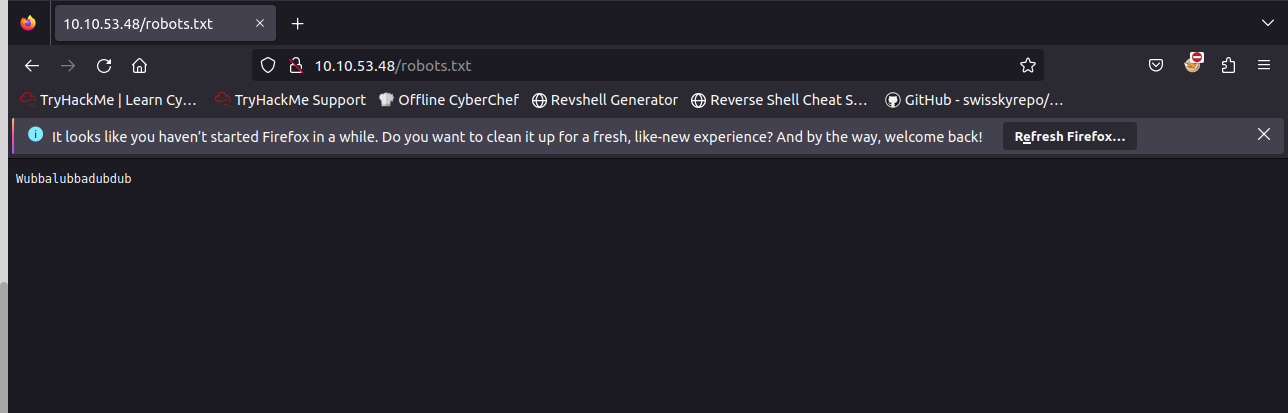 10.10.53.48/robots.txt
10.10.53.48/robots.txt
TryHackMe | Learn Cy… TryHackMe Support Offline CyberChef Revshell Generator Reverse Shell Cheat S… GitHub - swisskyrepo/…
It looks like you haven’t started Firefox in a while. Do you want to clean it up for a fresh, like-new experience? And by the way, welcome back! Refresh Firefox…
Wubbalubbadubdub